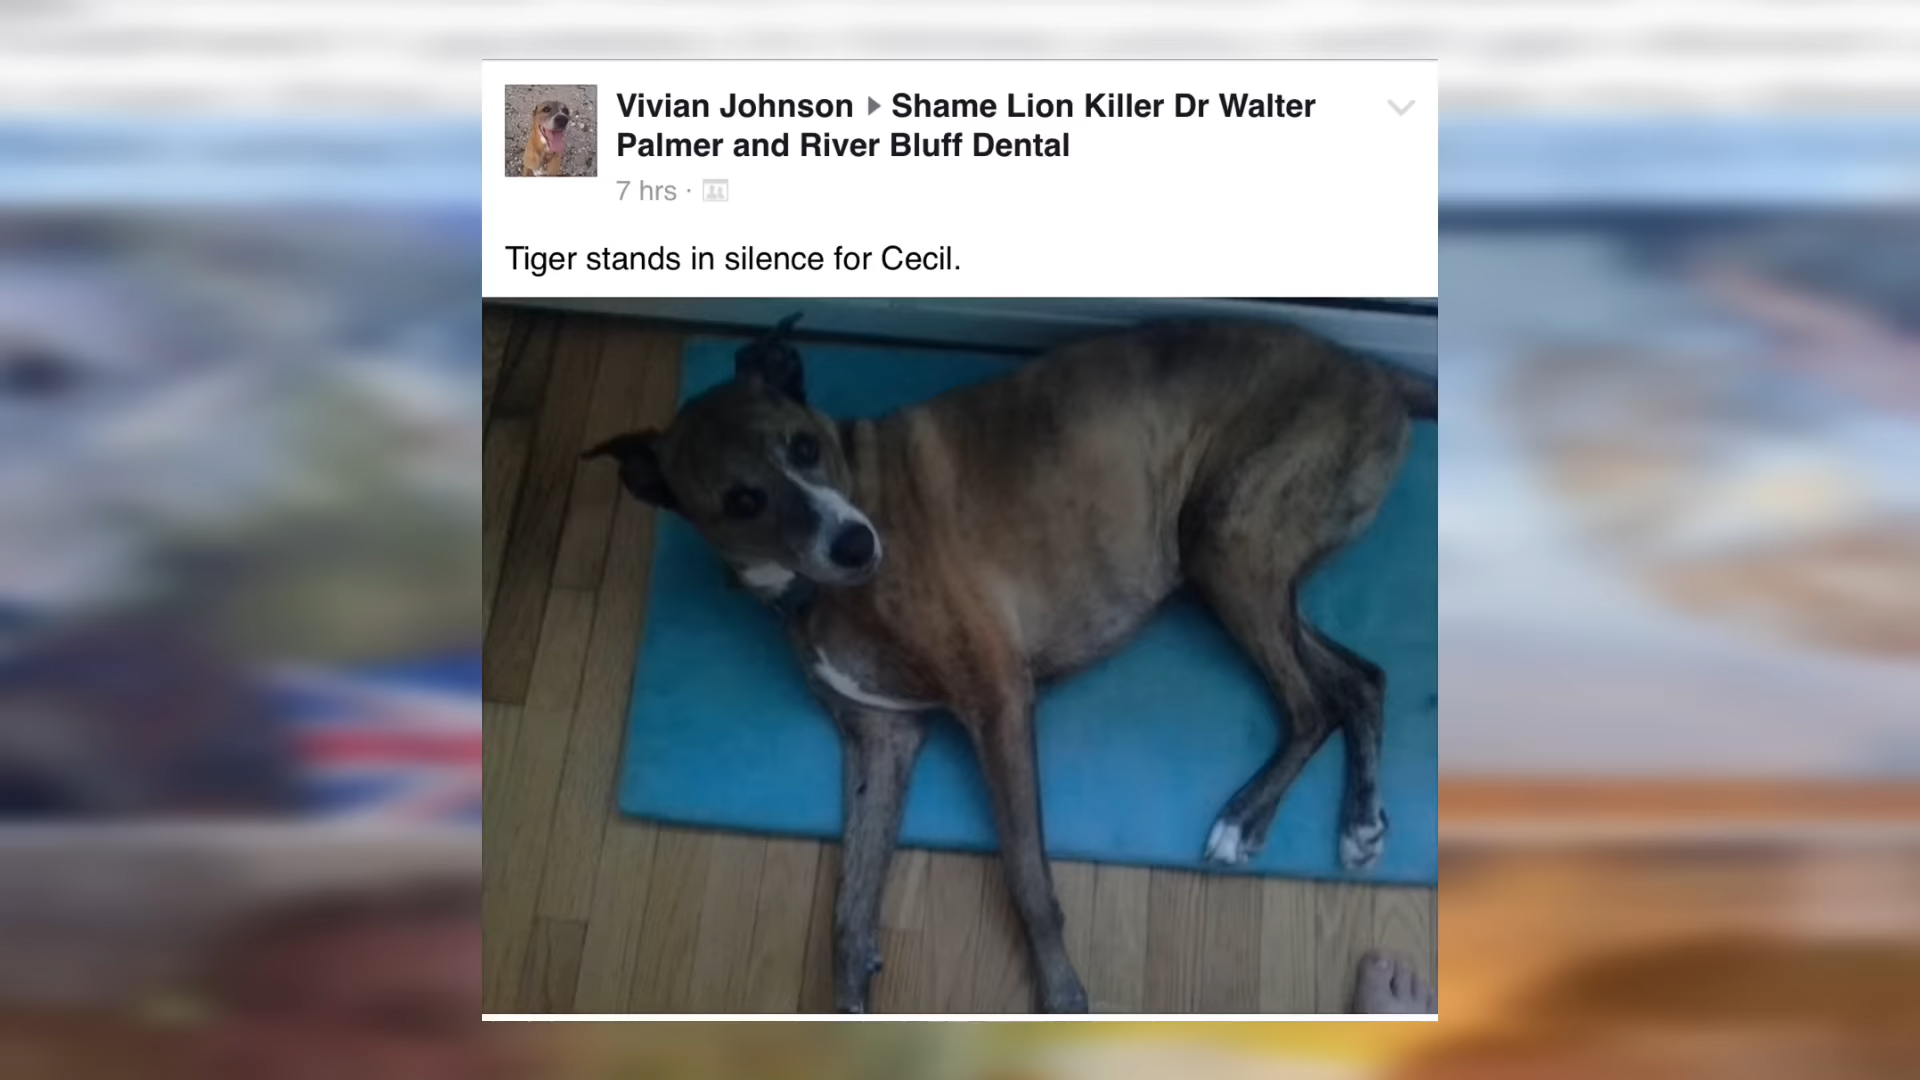 Vivian Johnson ▸ Shame Lion Killer Dr Walter
Palmer and River Bluff Dental
7 hrs ·
Tiger stands in silence for Cecil.